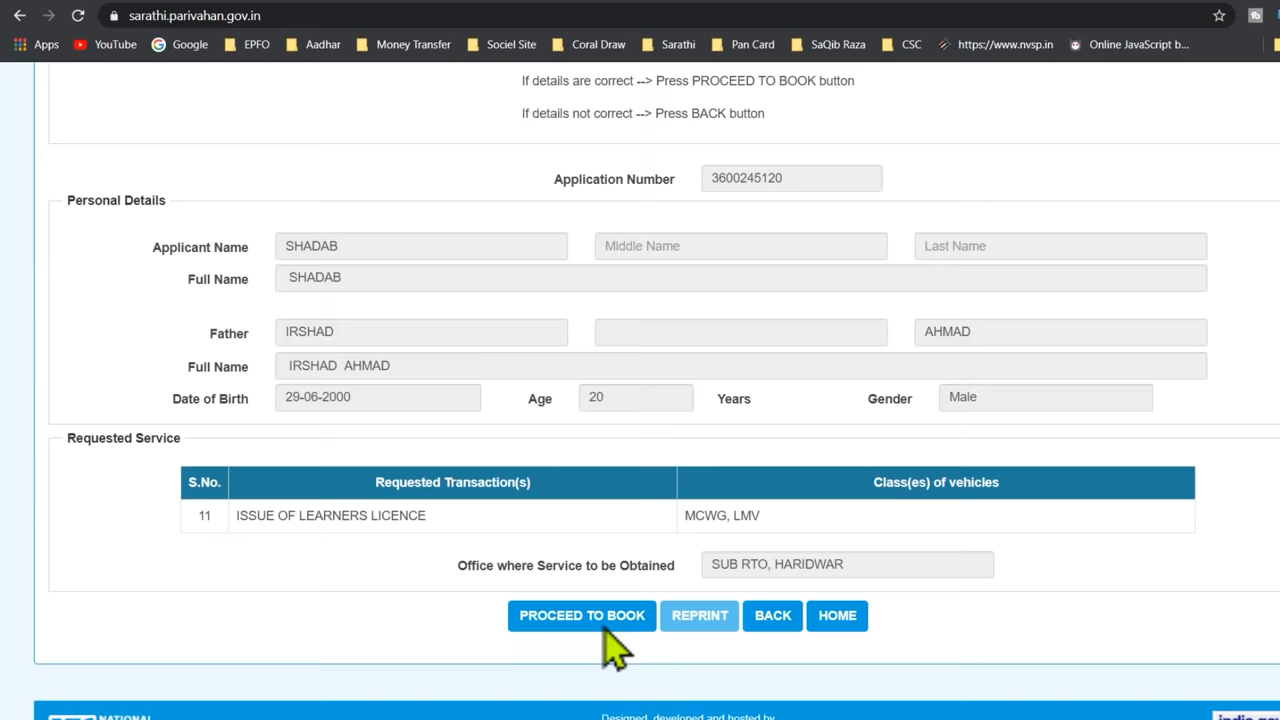 sarathi.parivahan.gov.in
Apps YouTube Google EPFO Aadhar Money Transfer Sociel Site Coral Draw Sarathi Pan Card SaQib Raza CSC https://www.nvsp.in Online JavaScript b...
If details are correct --> Press PROCEED TO BOOK button
If details not correct --> Press BACK button
Application Number 3600245120
Personal Details
Applicant Name SHADAB Middle Name Last Name
Full Name SHADAB
Father IRSHAD AHMAD
Full Name IRSHAD AHMAD
Date of Birth 29-06-2000 Age 20 Years Gender Male
Requested Service
S.No. Requested Transaction(s) Class(es) of vehicles
11 ISSUE OF LEARNERS LICENCE MCWG, LMV
Office where Service to be Obtained SUB RTO, HARIDWAR
PROCEED TO BOOK REPRINT BACK HOME
NATIONAL Designed, developed and hosted by